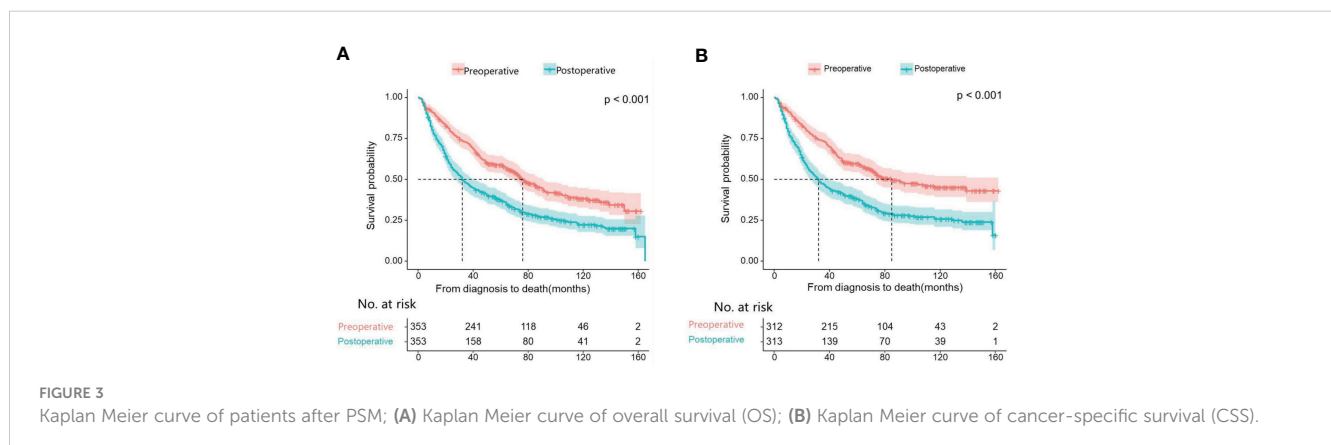 A
Preoperative Postoperative
p < 0.001
Survival probability
1.00
0.75
0.50
0.25
0.00
0 40 80 120 160
From diagnosis to death(months)
No. at risk
Preoperative 353 241 118 46 2
Postoperative 353 158 80 41 2
0 40 80 120 160
B
Preoperative Postoperative
p < 0.001
Survival probability
1.00
0.75
0.50
0.25
0.00
0 40 80 120 160
From diagnosis to death(months)
No. at risk
Preoperative 312 215 104 43 2
Postoperative 313 139 70 39 1
0 40 80 120 160
FIGURE 3
Kaplan Meier curve of patients after PSM; (A) Kaplan Meier curve of overall survival (OS); (B) Kaplan Meier curve of cancer-specific survival (CSS).